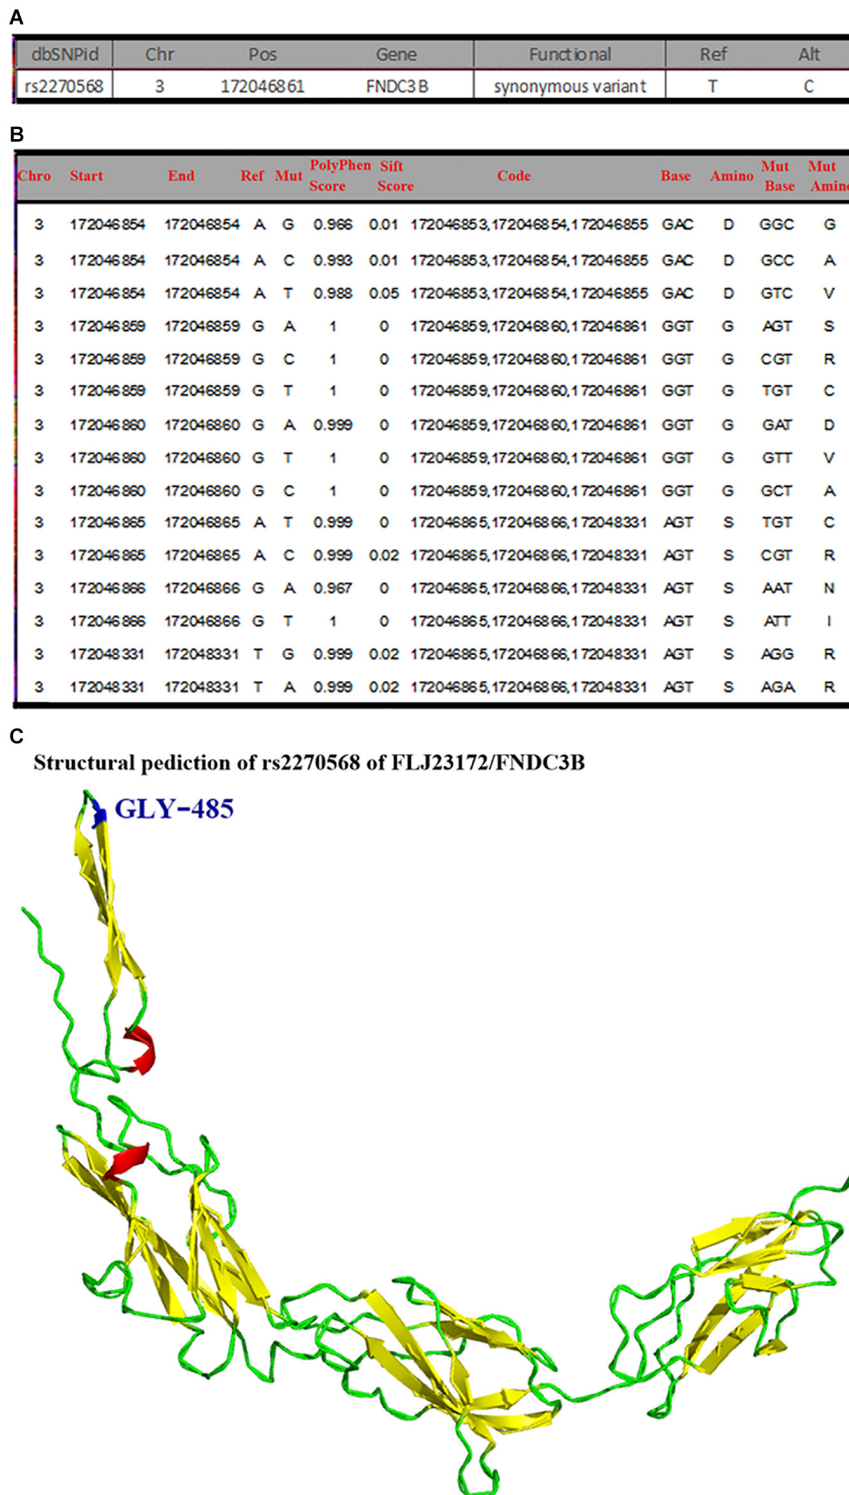 A
dbSNPid Chr Pos Gene Functional Ref Alt
rs2270568 3 172046861 FNDC3B synonymous variant T C
B
Chro Start End Ref Mut PolyPhen Score Sift Score Code Base Amino Mut Base Mut Amino
3 172046854 172046854 A G 0.966 0.01 172046853,172046854,172046855 GAC D GGC G
3 172046854 172046854 A C 0.993 0.01 172046853,172046854,172046855 GAC D GCC A
3 172046854 172046854 A T 0.988 0.05 172046853,172046854,172046855 GAC D GTC V
3 172046859 172046859 G A 1 0 172046859,172046860,172046861 GGT G AGT S
3 172046859 172046859 G C 1 0 172046859,172046860,172046861 GGT G CGT R
3 172046859 172046859 G T 1 0 172046859,172046860,172046861 GGT G TGT C
3 172046860 172046860 G A 0.999 0 172046859,172046860,172046861 GGT G GAT D
3 172046860 172046860 G T 1 0 172046859,172046860,172046861 GGT G GTT V
3 172046860 172046860 G C 1 0 172046859,172046860,172046861 GGT G GCT A
3 172046865 172046865 A T 0.999 0 172046865,172046866,172048331 AGT S TGT C
3 172046865 172046865 A C 0.999 0.02 172046865,172046866,172048331 AGT S CGT R
3 172046866 172046866 G A 0.967 0 172046865,172046866,172048331 AGT S AAT N
3 172046866 172046866 G T 1 0 172046865,172046866,172048331 AGT S ATT I
3 172048331 172048331 T G 0.999 0.02 172046865,172046866,172048331 AGT S AGG R
3 172048331 172048331 T A 0.999 0.02 172046865,172046866,172048331 AGT S AGA R
C
Structural pediction of rs2270568 of FLJ23172/FNDC3B
GLY-485